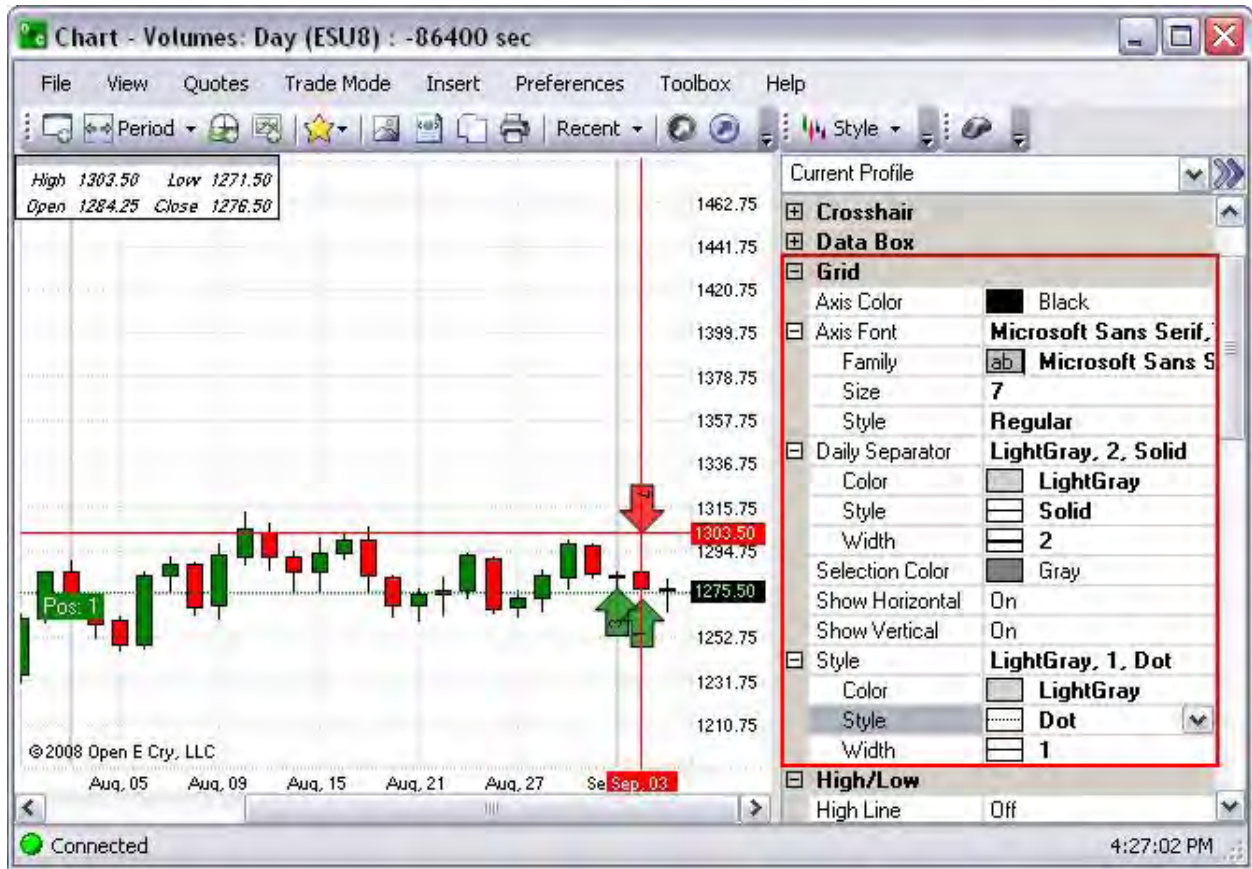 Chart - Volumes: Day (ESU8) : -86400 sec
File View Quotes Trade Mode Insert Preferences Toolbox Help
Period Recent Style
High 1303.50 Low 1271.50
Open 1284.25 Close 1276.50
1462.75
1441.75
1420.75
1399.75
1378.75
1357.75
1336.75
1315.75
1303.50
1294.75
1275.50
1252.75
1231.75
1210.75
Pos: 1
©2008 Open E Cry, LLC
Aug, 05 Aug, 09 Aug, 15 Aug, 21 Aug, 27 Se Sep, 03
Current Profile
Crosshair
Data Box
Grid
Axis Color Black
Axis Font Microsoft Sans Serif,
Family ab Microsoft Sans S
Size 7
Style Regular
Daily Separator LightGray, 2, Solid
Color LightGray
Style Solid
Width 2
Selection Color Gray
Show Horizontal On
Show Vertical On
Style LightGray, 1, Dot
Color LightGray
Style Dot
Width 1
High/Low
High Line Off
Connected 4:27:02 PM